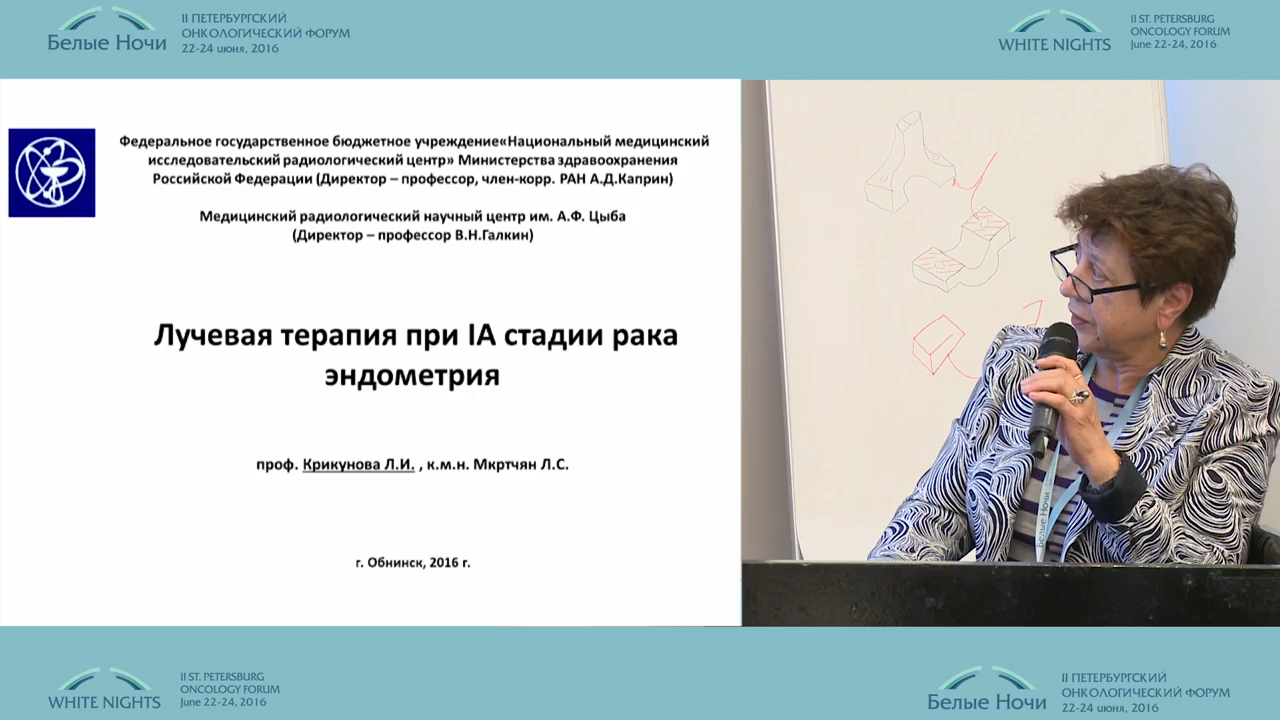 Белые Ночи
II ПЕТЕРБУРГСКИЙ
ОНКОЛОГИЧЕСКИЙ ФОРУМ
22-24 июня, 2016
WHITE NIGHTS
II ST. PETERSBURG
ONCOLOGY FORUM
June 22-24, 2016
Федеральное государственное бюджетное учреждение«Национальный медицинский
исследовательский радиологический центр» Министерства здравоохранения
Российской Федерации (Директор – профессор, член-корр. РАН А.Д.Каприн)
Медицинский радиологический научный центр им. А.Ф. Цыба
(Директор – профессор В.Н.Галкин)
Лучевая терапия при IA стадии рака
эндометрия
проф. Крикунова Л.И. , к.м.н. Мкртчян Л.С.
г. Обнинск, 2016 г.
Белые Ночи
WHITE NIGHTS
II ST. PETERSBURG
ONCOLOGY FORUM
June 22-24, 2016
Белые Ночи
II ПЕТЕРБУРГСКИЙ
ОНКОЛОГИЧЕСКИЙ ФОРУМ
22-24 июня, 2016